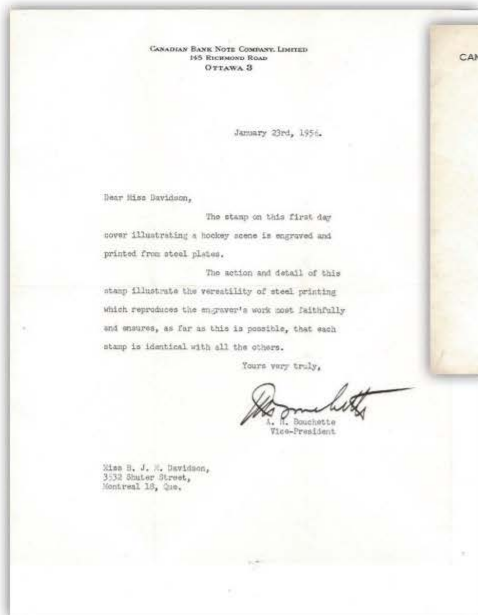 CANADIAN BANK NOTE COMPANY, LIMITED
145 RICHMOND ROAD
OTTAWA 3
January 23rd, 1956.
Dear Miss Davidson,
The stamp on this first day
cover illustrating a hockey scene is engraved and
printed from steel plates.
The action and detail of this
stamp illustrate the versatility of steel printing
which reproduces the engraver's work most faithfully
and ensures, as far as this is possible, that each
stamp is identical with all the others.
Yours very truly,
A. Bouchette
Vice-President
Miss J. Davidson,
3532 Shuter Street,
Montreal 18, Que.
CAN